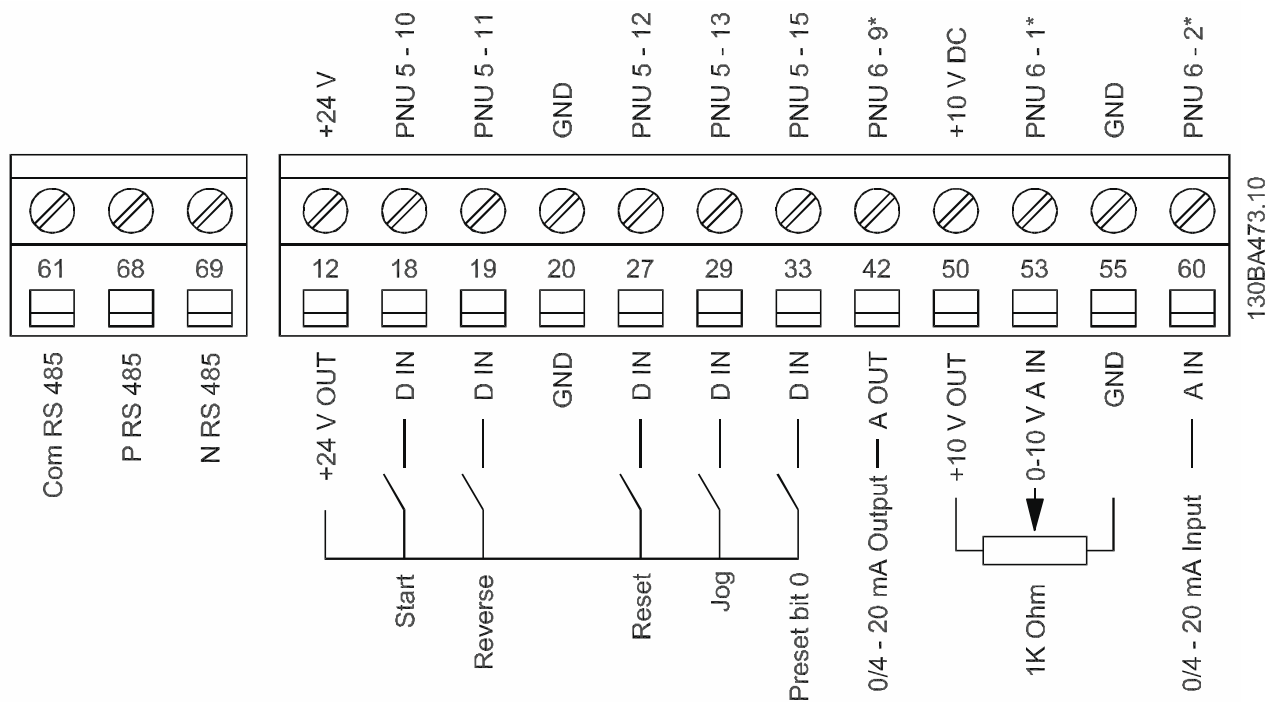 +24 V
PNU 5 - 10
PNU 5 - 11
GND
PNU 5 - 12
PNU 5 - 13
PNU 5 - 15
PNU 6 - 9*
+10 V DC
PNU 6 - 1*
GND
PNU 6 - 2*
61
68
69
12
18
19
20
27
29
33
42
50
53
55
60
130BA473.10
Com RS 485
P RS 485
N RS 485
+24 V OUT
D IN
D IN
GND
D IN
D IN
D IN
0/4 - 20 mA Output
A OUT
+10 V OUT
0-10 V A IN
GND
0/4 - 20 mA Input
A IN
Start
Reverse
Reset
Jog
Preset bit 0
1K Ohm